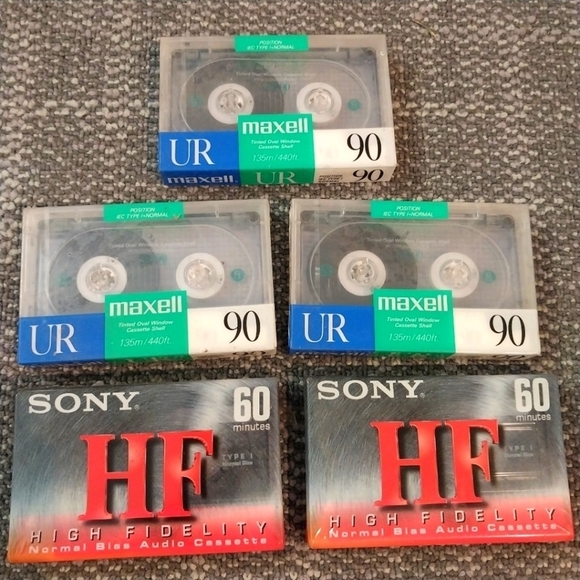 POSITION
IEC TYPE I•NORMAL
maxell
Tinted Oval Window
Cassette Shell
UR
135m/440ft.
90
maxell UR
90
POSITION
IEC TYPE I•NORMAL
maxell
Tinted Oval Window
Cassette Shell
UR
135m/440ft.
90
POSITION
IEC TYPE I•NORMAL
maxell
Tinted Oval Window
Cassette Shell
UR
135m/440ft.
90
SONY
60
minutes
HF
TYPE I
Normal Bias
HIGH FIDELITY
Normal Bias Audio Cassette
SONY
60
minutes
HF
TYPE I
Normal Bias
HIGH FIDELITY
Normal Bias Audio Cassette